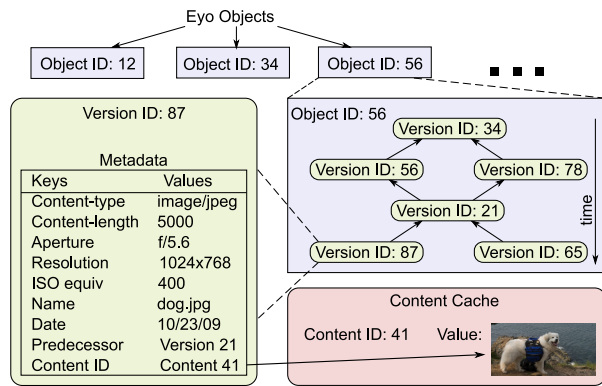 Eyo Objects
Object ID: 12
Object ID: 34
Object ID: 56
Version ID: 87
Metadata
Keys Values
Content-type image/jpeg
Content-length 5000
Aperture f/5.6
Resolution 1024x768
ISO equiv 400
Name dog.jpg
Date 10/23/09
Predecessor Version 21
Content ID Content 41
Object ID: 56
Version ID: 34
Version ID: 56
Version ID: 78
Version ID: 21
Version ID: 87
Version ID: 65
time
Content Cache
Content ID: 41
Value: